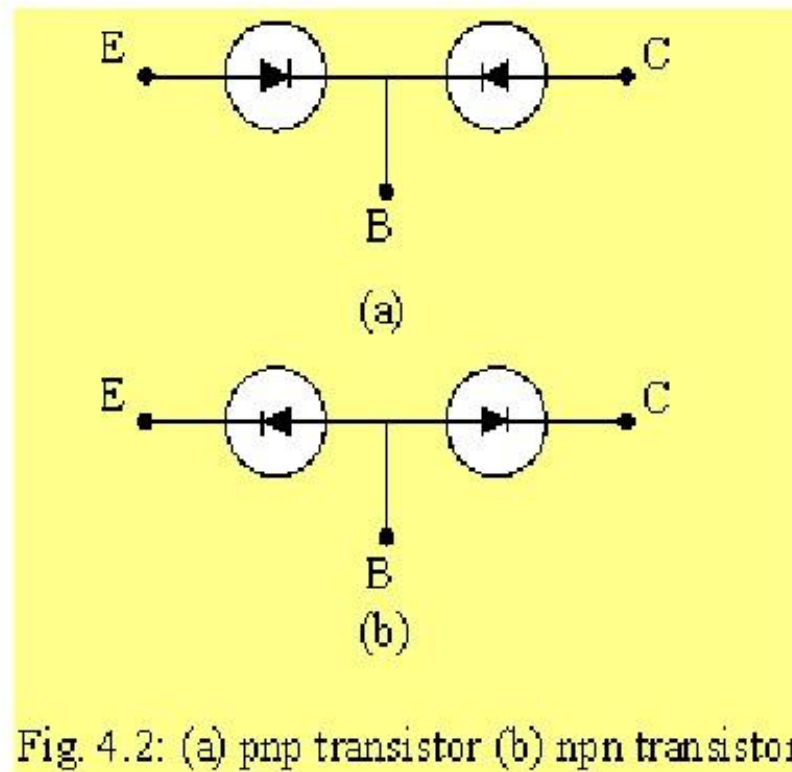 E C
B
(a)
E C
B
(b)
Fig. 4.2: (a) pnp transistor (b) npn transistor